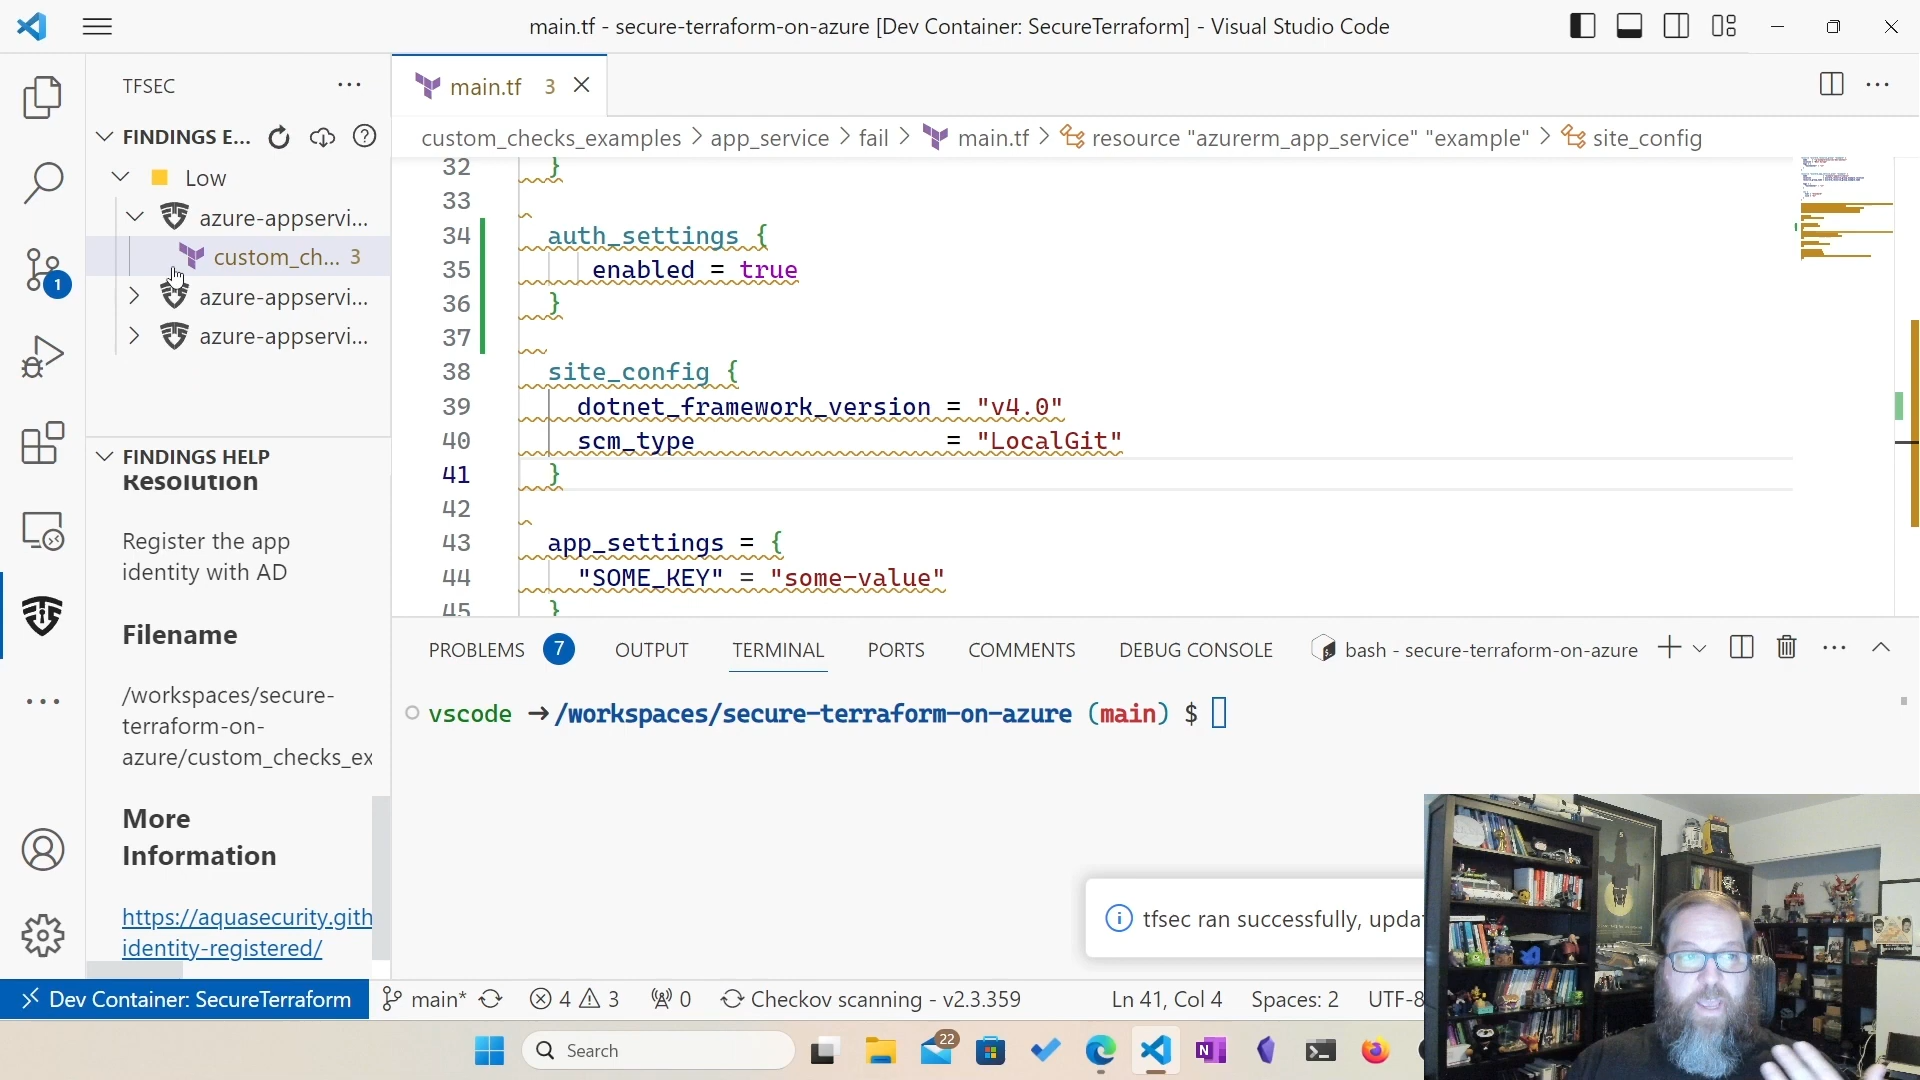 main.tf - secure-terraform-on-azure [Dev Container: SecureTerraform] - Visual Studio Code
TFSEC
FINDINGS E...
Low
azure-appservi...
custom_ch... 3
azure-appservi...
azure-appservi...
1
FINDINGS HELP
Resolution
Register the app
identity with AD
Filename
/workspaces/secure-
terraform-on-
azure/custom_checks_ex
More
Information
https://aquasecurity.gith
identity-registered/
main.tf 3
custom_checks_examples > app_service > fail > main.tf > resource "azurerm_app_service" "example" > site_config
32 }
33
34 auth_settings {
35 enabled = true
36 }
37
38 site_config {
39 dotnet_framework_version = "v4.0"
40 scm_type = "LocalGit"
41 }
42
43 app_settings = {
44 "SOME_KEY" = "some-value"
45 }
PROBLEMS 7 OUTPUT TERMINAL PORTS COMMENTS DEBUG CONSOLE bash - secure-terraform-on-azure
vscode → /workspaces/secure-terraform-on-azure (main) $
tfsec ran successfully, upda
Dev Container: SecureTerraform main* 4 3 0 Checkov scanning - v2.3.359 Ln 41, Col 4 Spaces: 2 UTF-8
Search
22